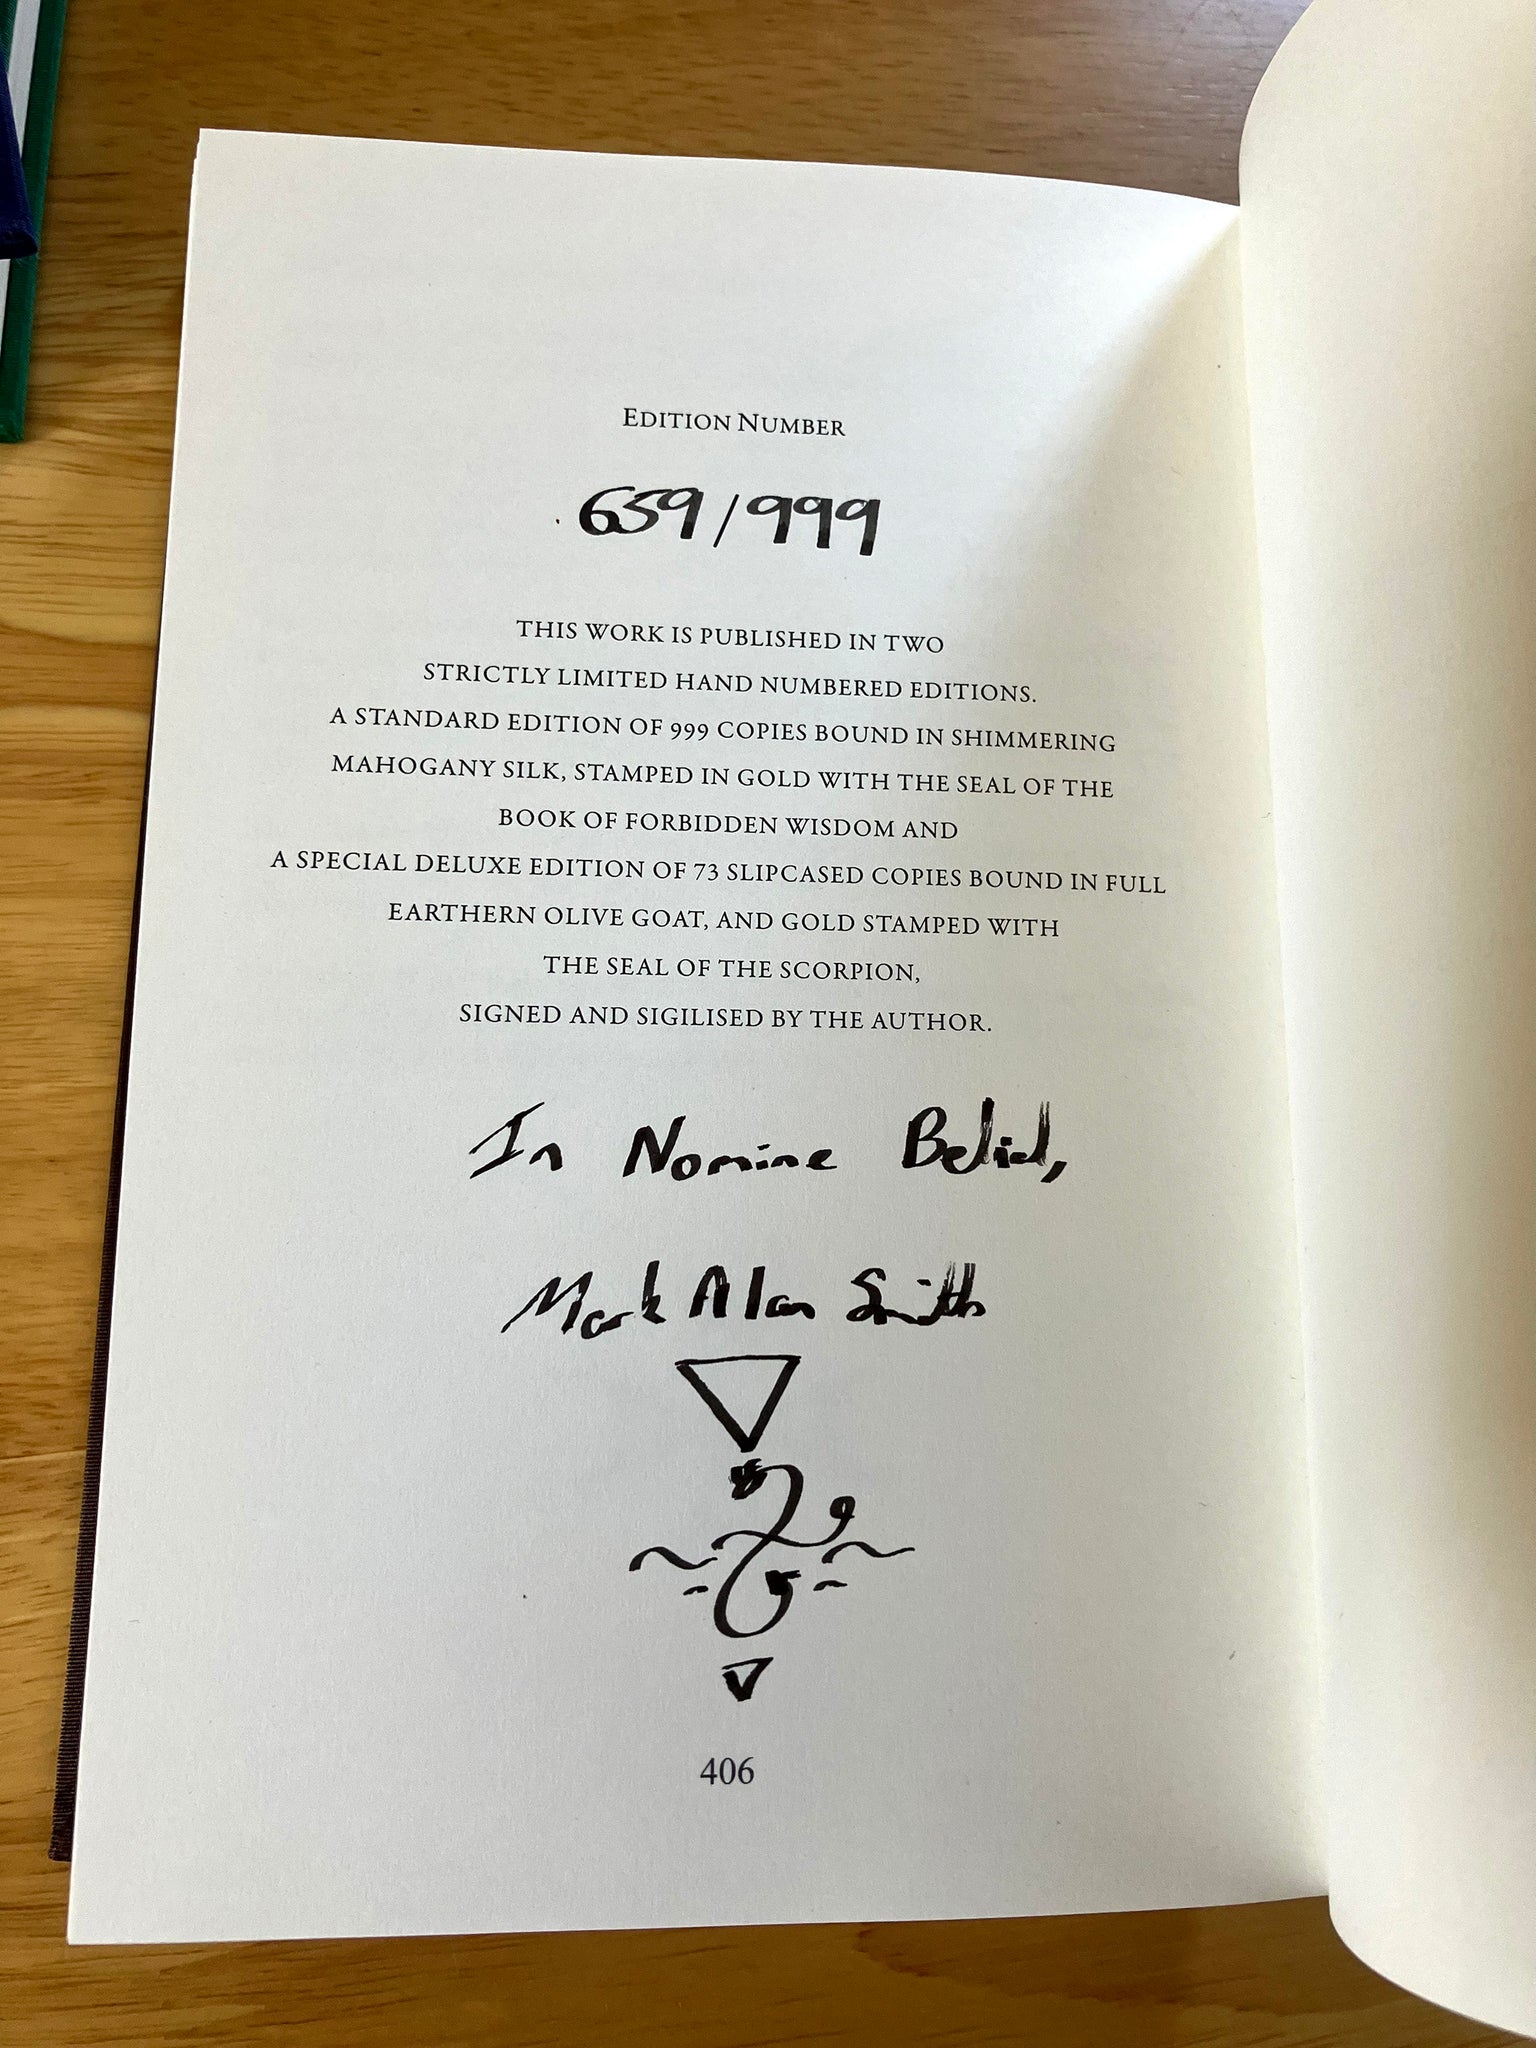 EDITION NUMBER
659/999
THIS WORK IS PUBLISHED IN TWO
STRICTLY LIMITED HAND NUMBERED EDITIONS.
A STANDARD EDITION OF 999 COPIES BOUND IN SHIMMERING
MAHOGANY SILK, STAMPED IN GOLD WITH THE SEAL OF THE
BOOK OF FORBIDDEN WISDOM AND
A SPECIAL DELUXE EDITION OF 73 SLIPCASED COPIES BOUND IN FULL
EARTHERN OLIVE GOAT, AND GOLD STAMPED WITH
THE SEAL OF THE SCORPION,
SIGNED AND SIGILISED BY THE AUTHOR.
In Nomine Belial,
Mark Alan Smith
406